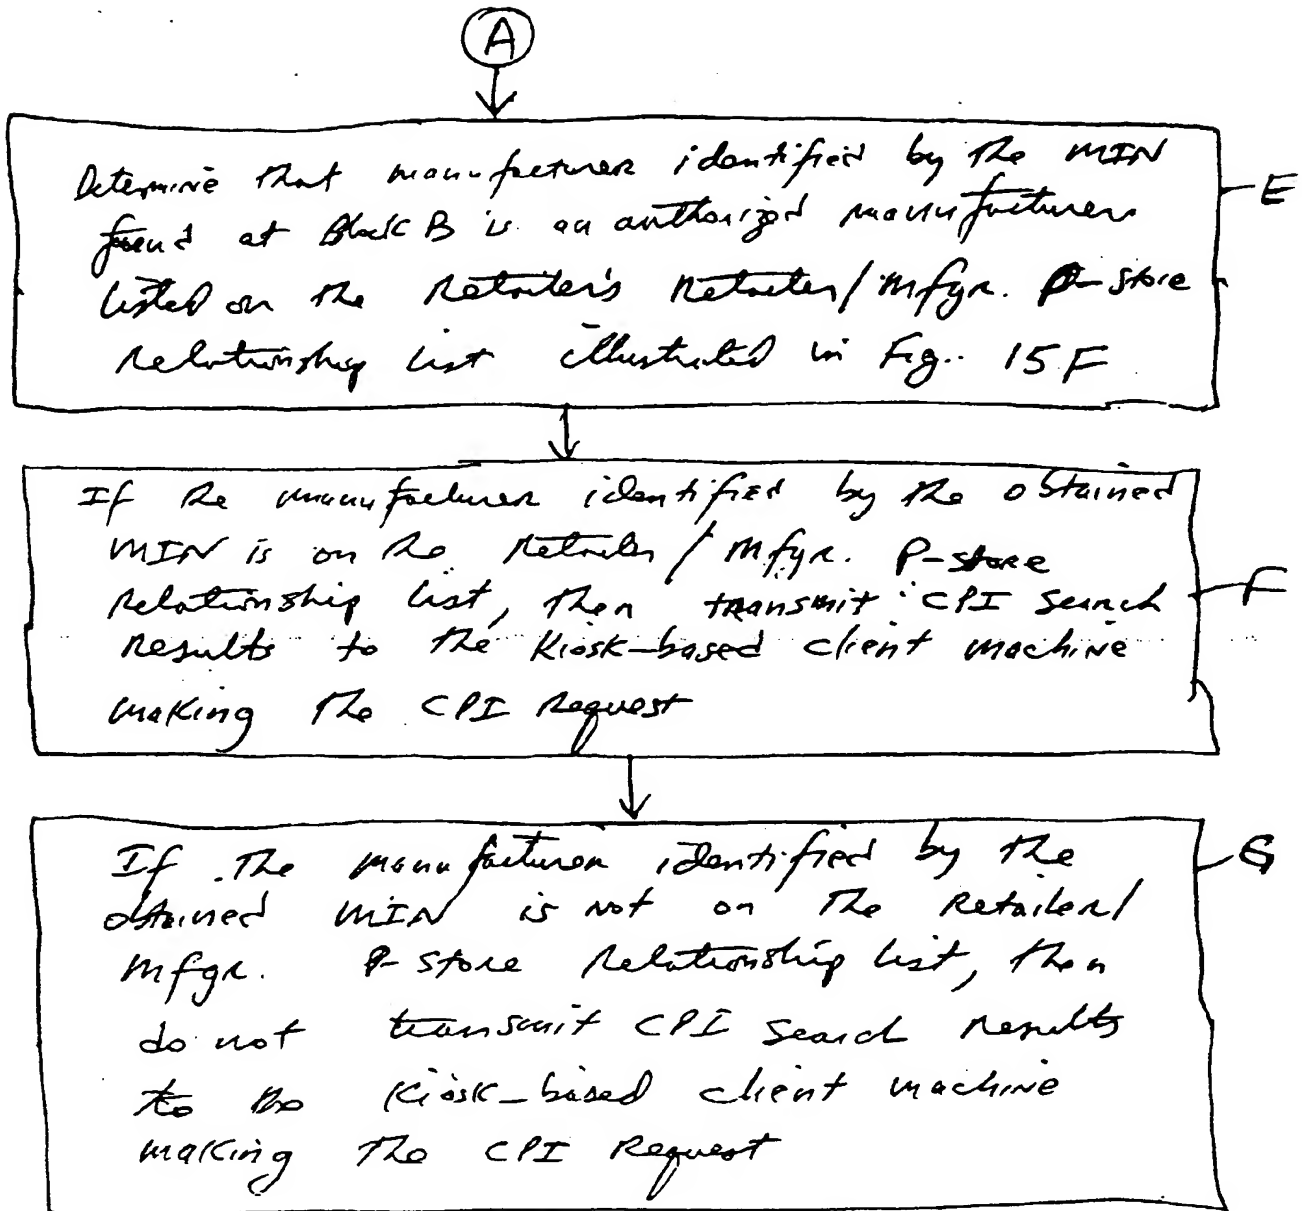 A
Determine that manufacturer identified by the MIN
found at Block B is an authorized manufacturer
listed on the Retailer's Retailer/Mfgr. P-store
Relationship list illustrated in Fig. 15F
E
If the manufacturer identified by the obtained
MIN is on the Retailer/Mfgr. P-store
Relationship list, then transmit CPI Search
Results to the Kiosk-based client machine
making the CPI Request
F
If the manufacturer identified by the
obtained MIN is not on the Retailer/
Mfgr. P-store Relationship list, then
do not transmit CPI Search Results
to the Kiosk-based client machine
making the CPI Request
G